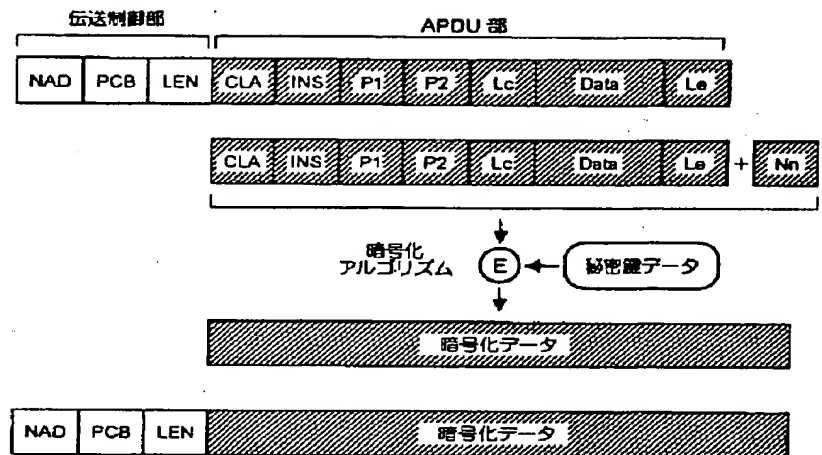 伝送制御部 APDU 部
NAD PCB LEN CLA INS P1 P2 Lc Data Le
CLA INS P1 P2 Lc Data Le + Nn
暗号化
アルゴリズム E 秘密鍵データ
暗号化データ
NAD PCB LEN 暗号化データ